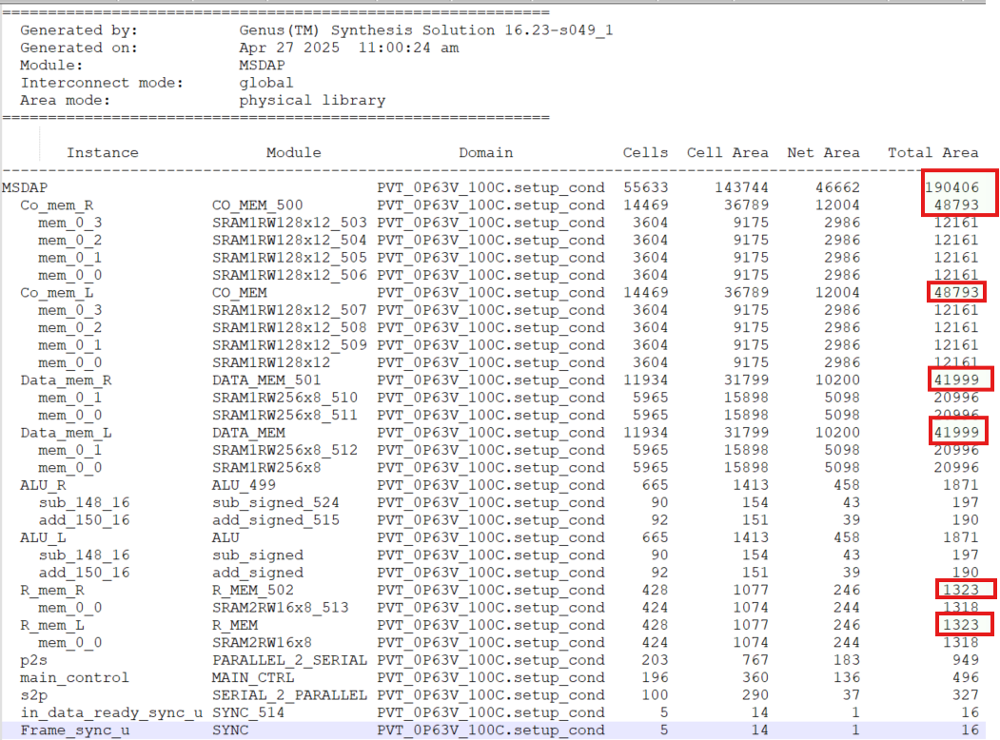 ============================================================
Generated by: Genus(TM) Synthesis Solution 16.23-s049_1
Generated on: Apr 27 2025 11:00:24 am
Module: MSDAP
Interconnect mode: global
Area mode: physical library
============================================================
Instance Module Domain Cells Cell Area Net Area Total Area
MSDAP PVT_0P63V_100C.setup_cond 55633 143744 46662 190406
Co_mem_R CO_MEM_500 PVT_0P63V_100C.setup_cond 14469 36789 12004 48793
mem_0_3 SRAM1RW128x12_503 PVT_0P63V_100C.setup_cond 3604 9175 2986 12161
mem_0_2 SRAM1RW128x12_504 PVT_0P63V_100C.setup_cond 3604 9175 2986 12161
mem_0_1 SRAM1RW128x12_505 PVT_0P63V_100C.setup_cond 3604 9175 2986 12161
mem_0_0 SRAM1RW128x12_506 PVT_0P63V_100C.setup_cond 3604 9175 2986 12161
Co_mem_L CO_MEM PVT_0P63V_100C.setup_cond 14469 36789 12004 48793
mem_0_3 SRAM1RW128x12_507 PVT_0P63V_100C.setup_cond 3604 9175 2986 12161
mem_0_2 SRAM1RW128x12_508 PVT_0P63V_100C.setup_cond 3604 9175 2986 12161
mem_0_1 SRAM1RW128x12_509 PVT_0P63V_100C.setup_cond 3604 9175 2986 12161
mem_0_0 SRAM1RW128x12 PVT_0P63V_100C.setup_cond 3604 9175 2986 12161
Data_mem_R DATA_MEM_501 PVT_0P63V_100C.setup_cond 11934 31799 10200 41999
mem_0_1 SRAM1RW256x8_510 PVT_0P63V_100C.setup_cond 5965 15898 5098 20996
mem_0_0 SRAM1RW256x8_511 PVT_0P63V_100C.setup_cond 5965 15898 5098 20996
Data_mem_L DATA_MEM PVT_0P63V_100C.setup_cond 11934 31799 10200 41999
mem_0_1 SRAM1RW256x8_512 PVT_0P63V_100C.setup_cond 5965 15898 5098 20996
mem_0_0 SRAM1RW256x8 PVT_0P63V_100C.setup_cond 5965 15898 5098 20996
ALU_R ALU_499 PVT_0P63V_100C.setup_cond 665 1413 458 1871
sub_148_16 sub_signed_524 PVT_0P63V_100C.setup_cond 90 154 43 197
add_150_16 add_signed_515 PVT_0P63V_100C.setup_cond 92 151 39 190
ALU_L ALU PVT_0P63V_100C.setup_cond 665 1413 458 1871
sub_148_16 sub_signed PVT_0P63V_100C.setup_cond 90 154 43 197
add_150_16 add_signed PVT_0P63V_100C.setup_cond 92 151 39 190
R_mem_R R_MEM_502 PVT_0P63V_100C.setup_cond 428 1077 246 1323
mem_0_0 SRAM2RW16x8_513 PVT_0P63V_100C.setup_cond 424 1074 244 1318
R_mem_L R_MEM PVT_0P63V_100C.setup_cond 428 1077 246 1323
mem_0_0 SRAM2RW16x8 PVT_0P63V_100C.setup_cond 424 1074 244 1318
p2s PARALLEL_2_SERIAL PVT_0P63V_100C.setup_cond 203 767 183 949
main_control MAIN_CTRL PVT_0P63V_100C.setup_cond 196 360 136 496
s2p SERIAL_2_PARALLEL PVT_0P63V_100C.setup_cond 100 290 37 327
in_data_ready_sync_u SYNC_514 PVT_0P63V_100C.setup_cond 5 14 1 16
Frame_sync_u SYNC PVT_0P63V_100C.setup_cond 5 14 1 16